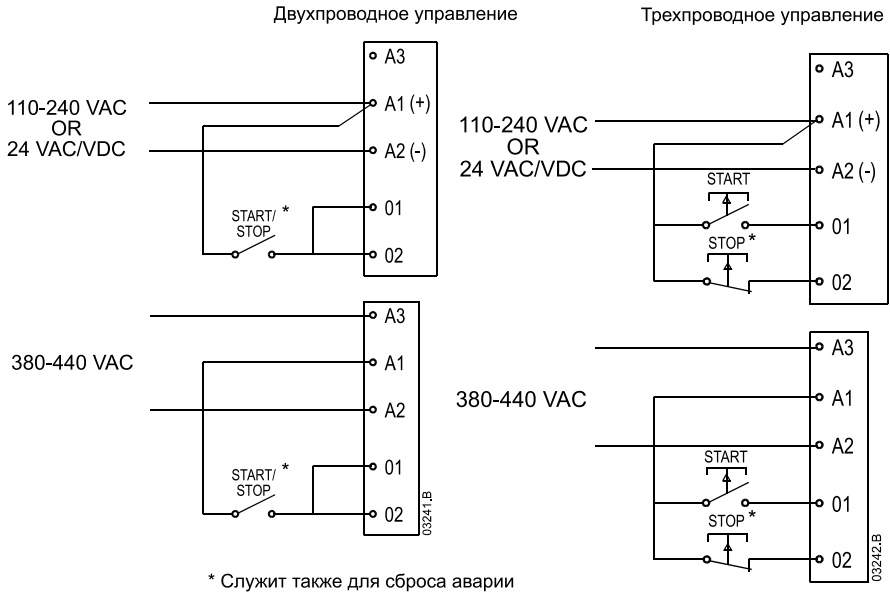 Двухпроводное управление
110-240 VAC
OR
24 VAC/VDC
A3
A1 (+)
A2 (-)
01
02
START/
STOP
*
380-440 VAC
A3
A1
A2
01
02
START/
STOP
*
03241.B
Трехпроводное управление
110-240 VAC
OR
24 VAC/VDC
A3
A1 (+)
A2 (-)
START
01
STOP *
02
380-440 VAC
A3
A1
A2
START
01
STOP *
02
03242.B
* Служит также для сброса аварии